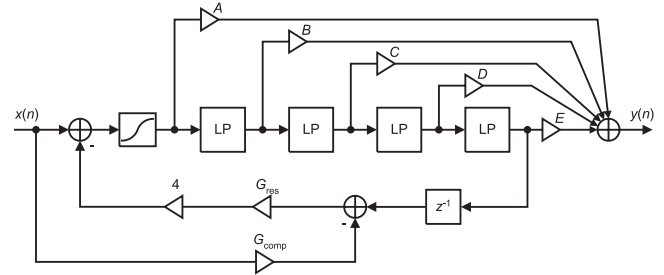 A
B
C
D
x(n)
LP
LP
LP
LP
E
y(n)
-
4
G_res
z⁻¹
-
G_comp